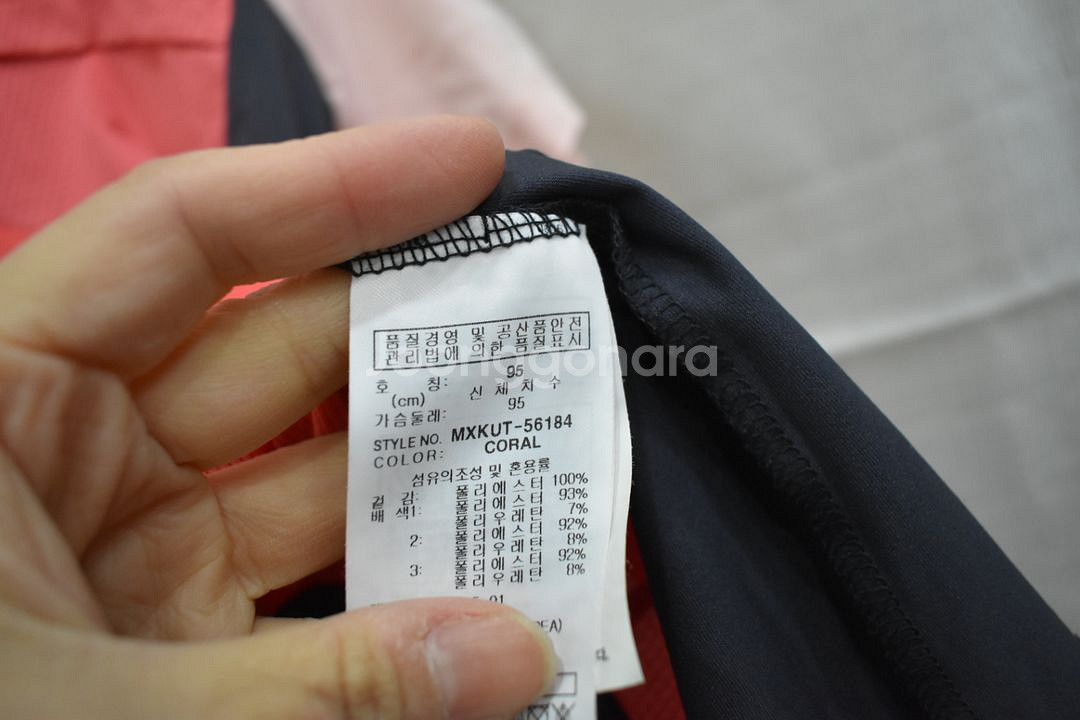 품질경영 및 공산품안전
관리법에 의한 품질표시
호 칭: 95
(cm) 신 체 치 수
가슴둘레: 95
STYLE NO. MXKUT-56184
COLOR: CORAL
섬유의조성 및 혼용률
겉 감: 폴리에스터 100%
배 색1: 폴리에스터 93%
폴리우레탄 7%
2: 폴리에스터 92%
폴리우레탄 8%
3: 폴리에스터 92%
폴리우레탄 8%
joonggonara